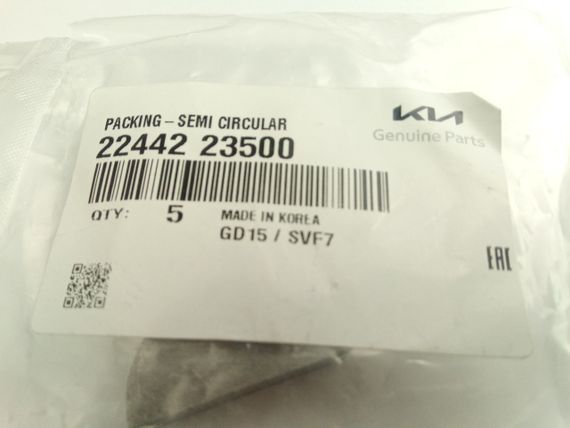 PACKING – SEMI CIRCULAR
22442 23500
KIA
Genuine Parts
QTY: 5
MADE IN KOREA
GD15 / SVF7
EAC